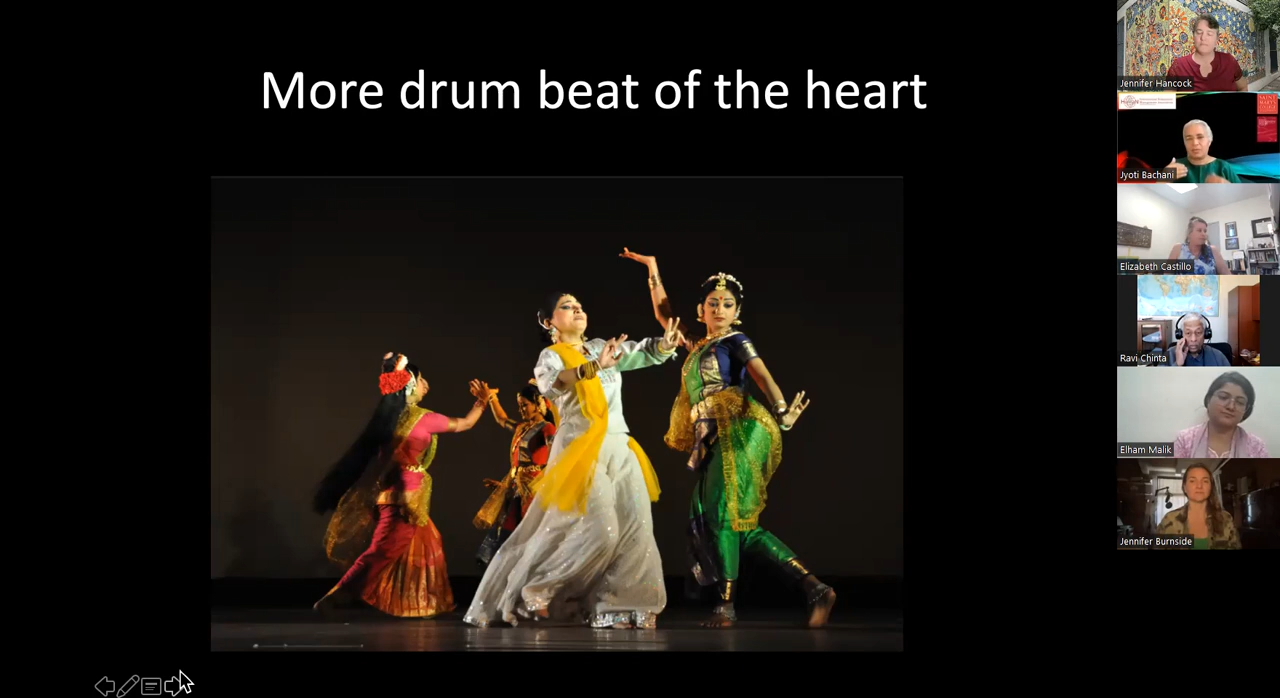 More drum beat of the heart
Jennifer Hancock
Jyoti Bachani
Elizabeth Castillo
Ravi Chinta
Elham Malik
Jennifer Burnside